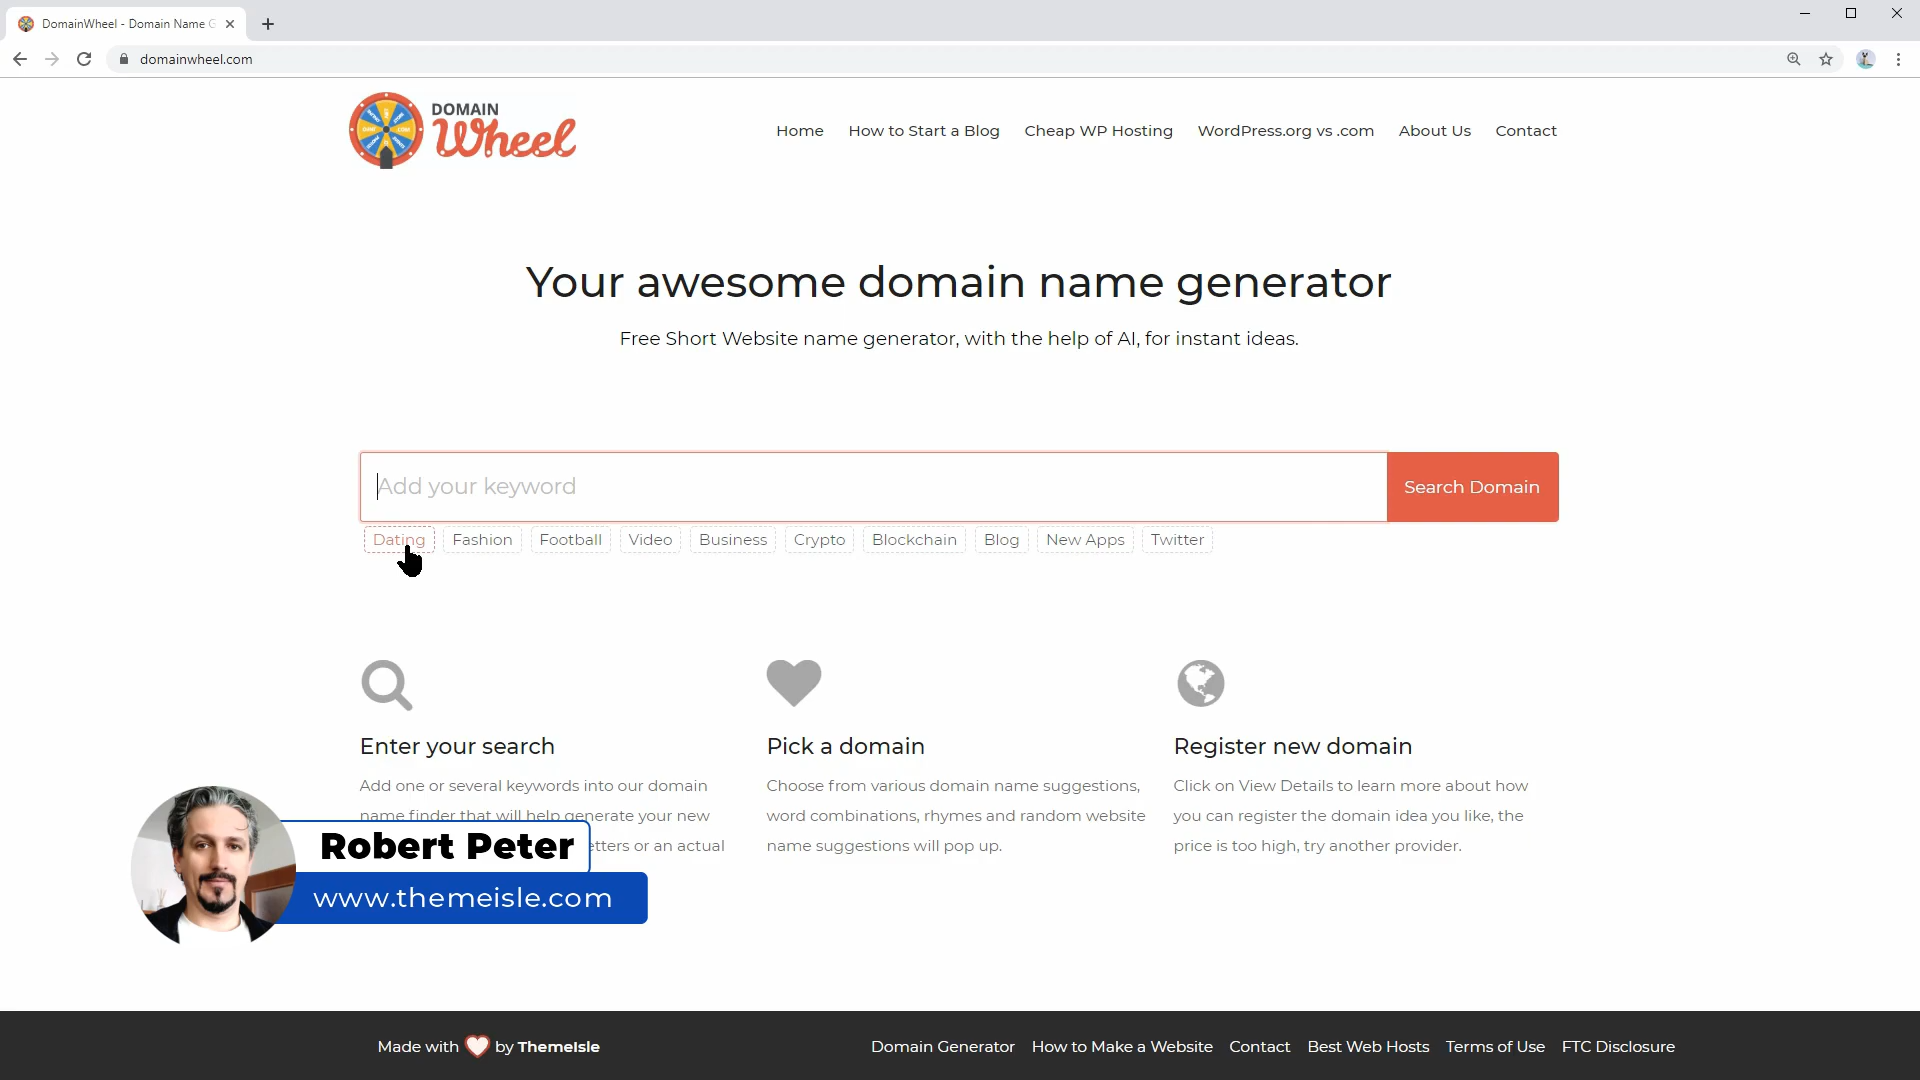 DomainWheel - Domain Name G
domainwheel.com
DOMAIN
Wheel
Home How to Start a Blog Cheap WP Hosting WordPress.org vs .com About Us Contact
Your awesome domain name generator
Free Short Website name generator, with the help of AI, for instant ideas.
Add your keyword
Search Domain
Dating Fashion Football Video Business Crypto Blockchain Blog New Apps Twitter
Enter your search
Add one or several keywords into our domain
name finder that will help generate your new
etters or an actual
Pick a domain
Choose from various domain name suggestions,
word combinations, rhymes and random website
name suggestions will pop up.
Register new domain
Click on View Details to learn more about how
you can register the domain idea you like, the
price is too high, try another provider.
Robert Peter
www.themeisle.com
Made with by ThemeIsle
Domain Generator How to Make a Website Contact Best Web Hosts Terms of Use FTC Disclosure